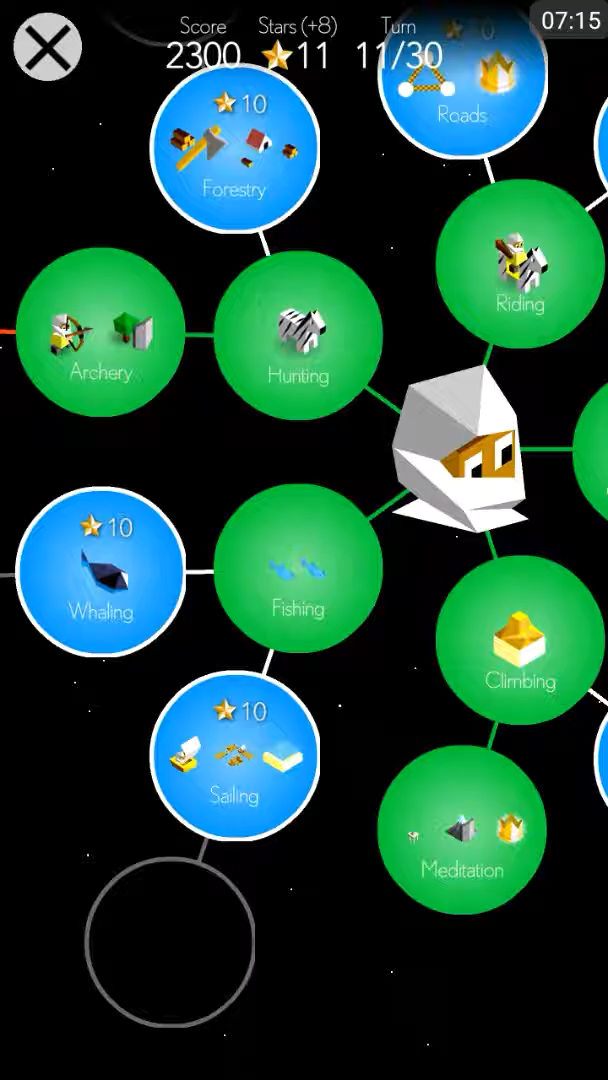 07:15
Score Stars (+8) Turn
2300 11 11/30
10
Forestry
Roads
Archery
Hunting
Riding
10
Whaling
Fishing
Climbing
10
Sailing
Meditation